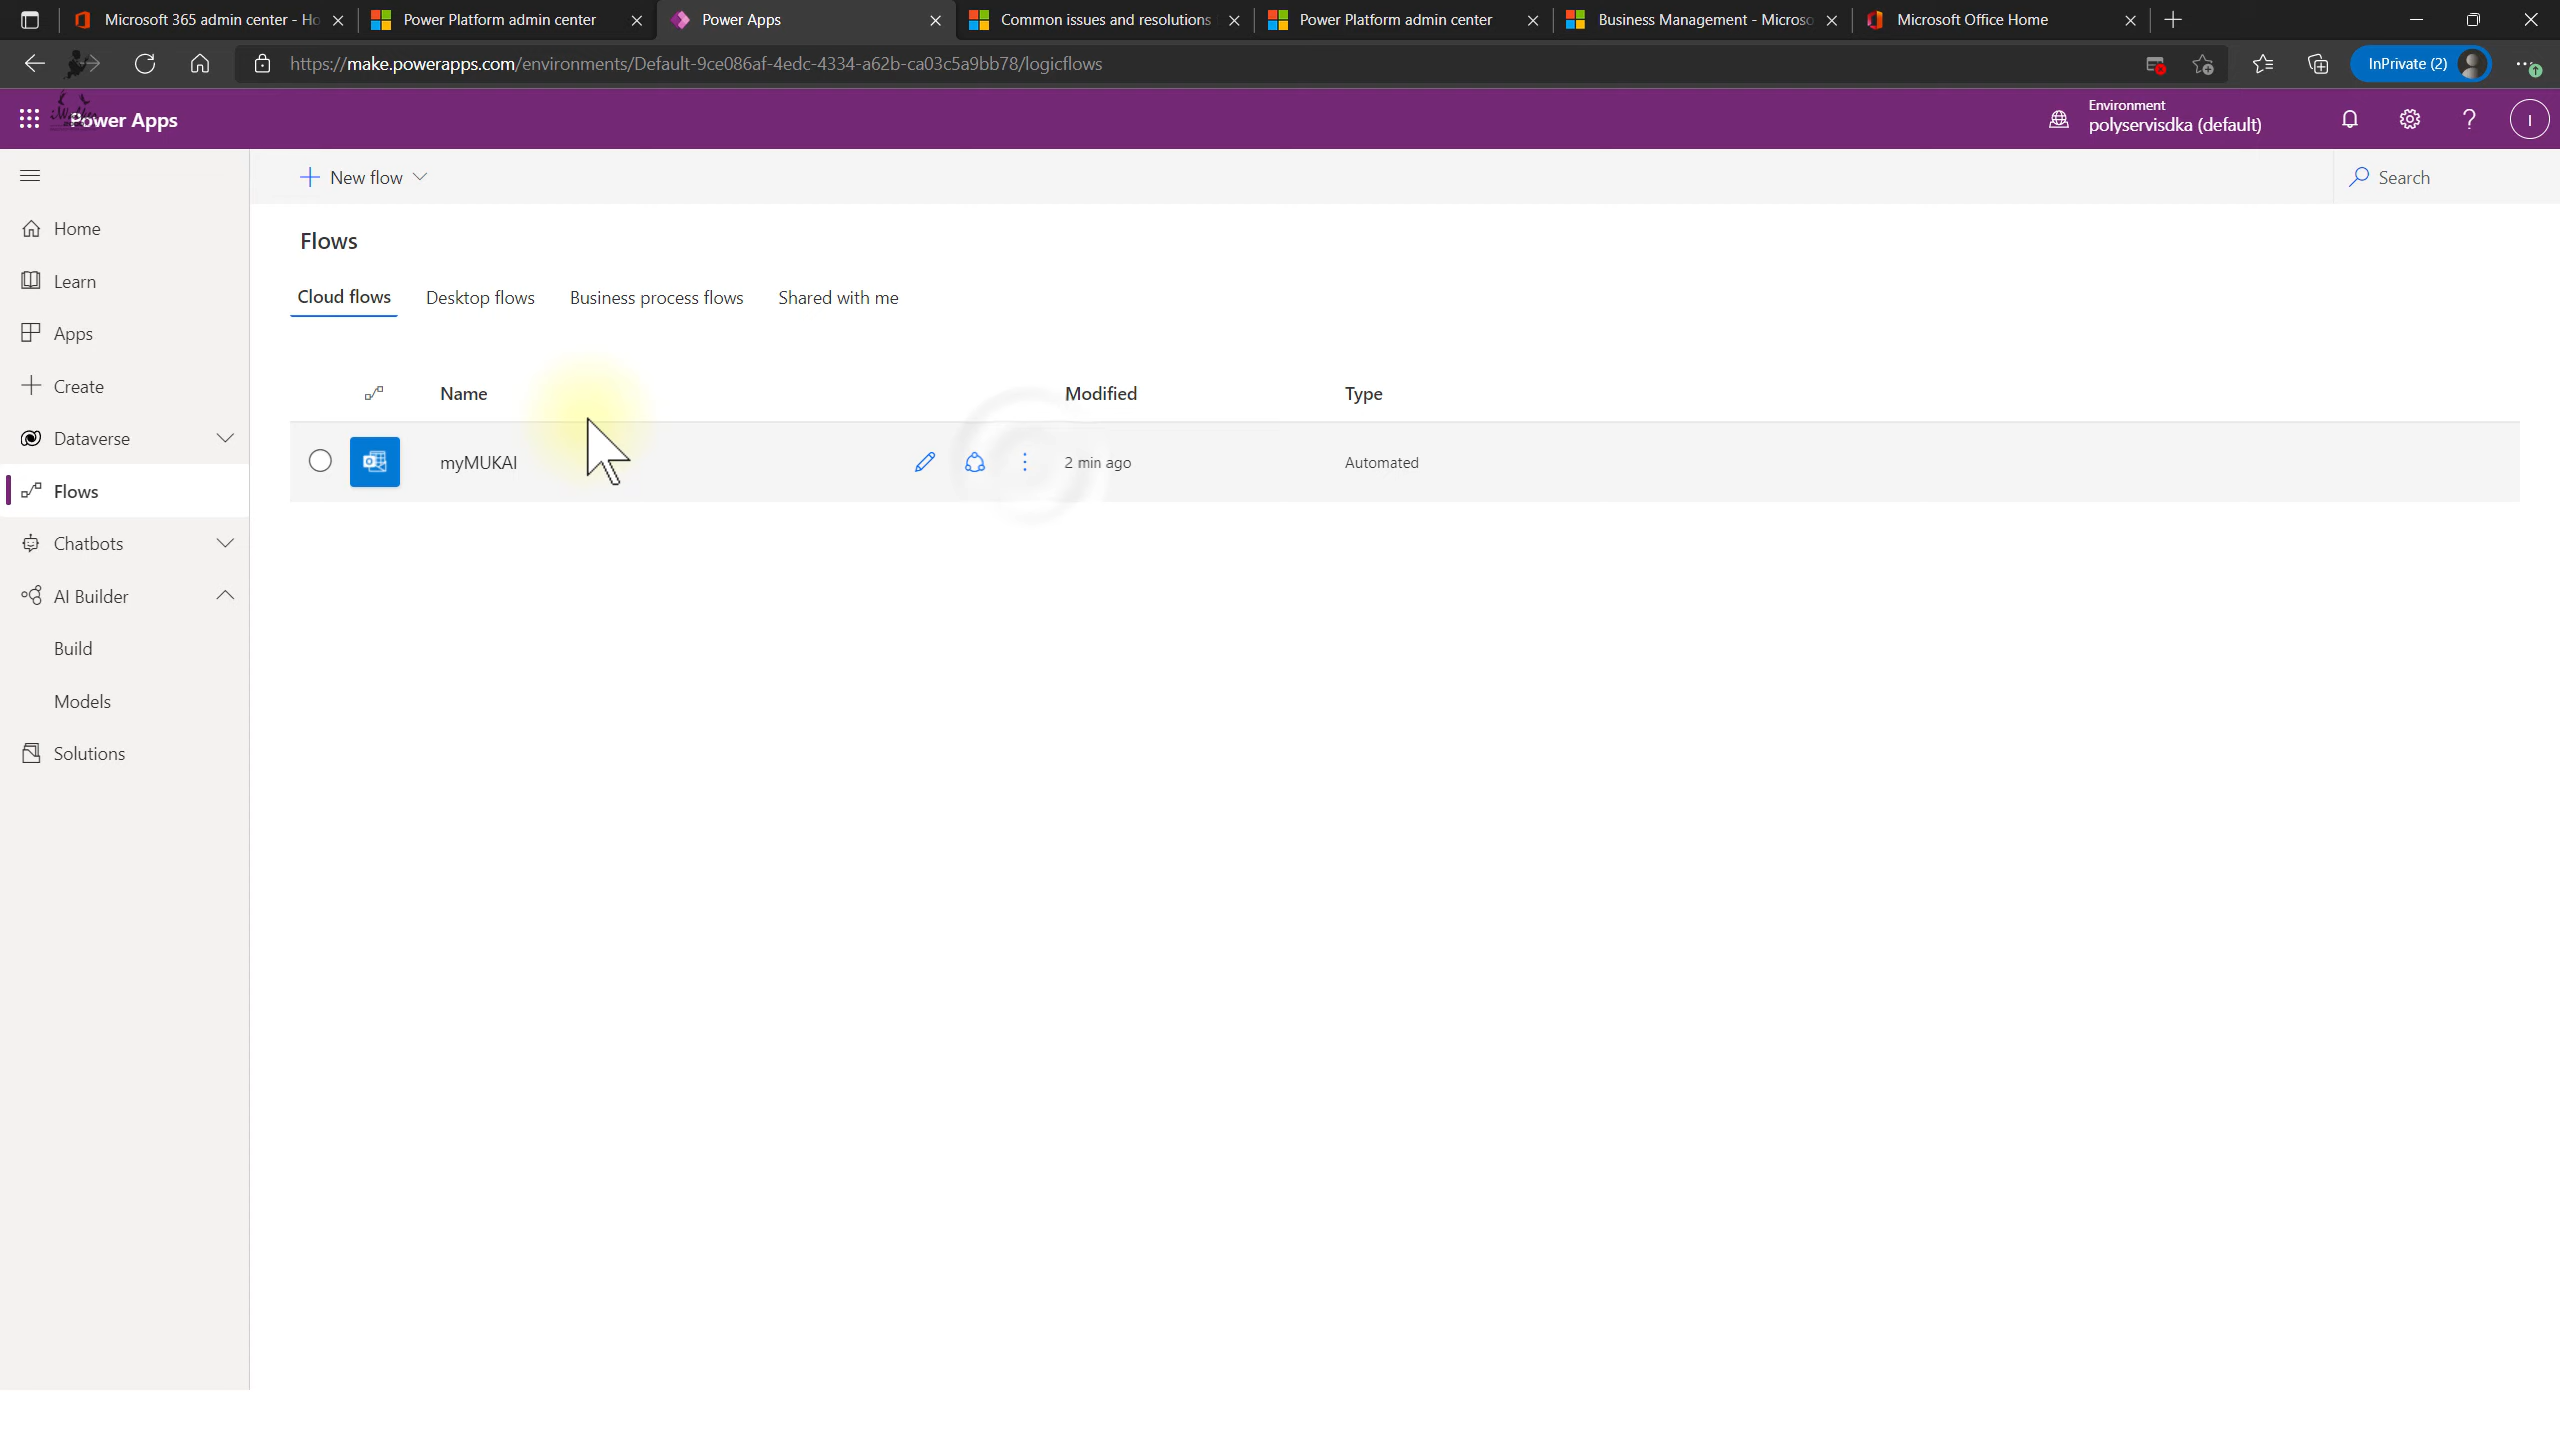 Microsoft 365 admin center - Ho
Power Platform admin center
Power Apps
Common issues and resolutions
Power Platform admin center
Business Management - Microso
Microsoft Office Home
https://make.powerapps.com/environments/Default-9ce086af-4edc-4334-a62b-ca03c5a9bb78/logicflows
InPrivate (2)
Power Apps
Environment
polyservisdka (default)
I
New flow
Search
Home
Learn
Apps
Create
Dataverse
Flows
Chatbots
AI Builder
Build
Models
Solutions
Flows
Cloud flows Desktop flows Business process flows Shared with me
Name Modified Type
myMUKAI 2 min ago Automated